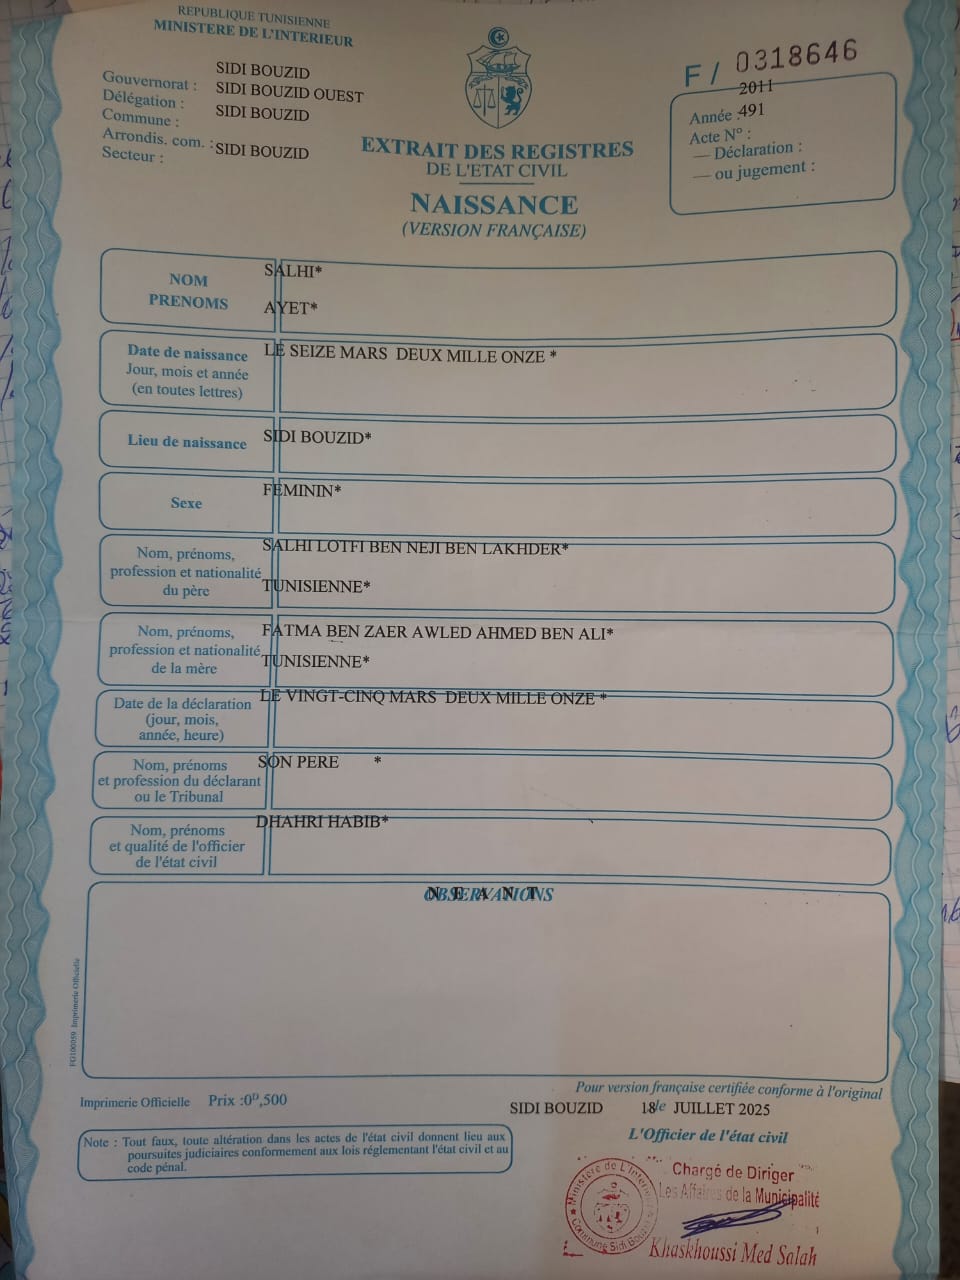 REPUBLIQUE TUNISIENNE
MINISTERE DE L'INTERIEUR
Gouvernorat : SIDI BOUZID
Délégation : SIDI BOUZID OUEST
Commune : SIDI BOUZID
Arrondis. com. :
Secteur : SIDI BOUZID
F / 0318646
2011
Année :
491
Acte N° :
— Déclaration :
— ou jugement :
EXTRAIT DES REGISTRES
DE L'ETAT CIVIL
NAISSANCE
(VERSION FRANÇAISE)
NOM SALHI*
PRENOMS AYET*
Date de naissance LE SEIZE MARS DEUX MILLE ONZE *
Jour, mois et année
(en toutes lettres)
Lieu de naissance SIDI BOUZID*
Sexe FEMININ*
Nom, prénoms, SALHI LOTFI BEN NEJI BEN LAKHDER*
profession et nationalité
du père TUNISIENNE*
Nom, prénoms, FATMA BEN ZAER AWLED AHMED BEN ALI*
profession et nationalité
de la mère TUNISIENNE*
Date de la déclaration LE VINGT-CINQ MARS DEUX MILLE ONZE *
(jour, mois,
année, heure)
Nom, prénoms SON PERE *
et profession du déclarant
ou le Tribunal
Nom, prénoms DHAHRI HABIB*
et qualité de l'officier
de l'état civil
OBSERVATIONS
N E A N T
FG100059 Imprimerie Officielle
Pour version française certifiée conforme à l'original
Imprimerie Officielle Prix :0ᴰ,500
SIDI BOUZID le 18 JUILLET 2025
L'Officier de l'état civil
Note : Tout faux, toute altération dans les actes de l'état civil donnent lieu aux
poursuites judiciaires conformement aux lois réglementant l'état civil et au
code pénal.
Chargé de Diriger
Les Affaires de la Municipalité
Khaskhoussi Med Salah
Ministère de L'Interieur
Commune Sidi Bouzid